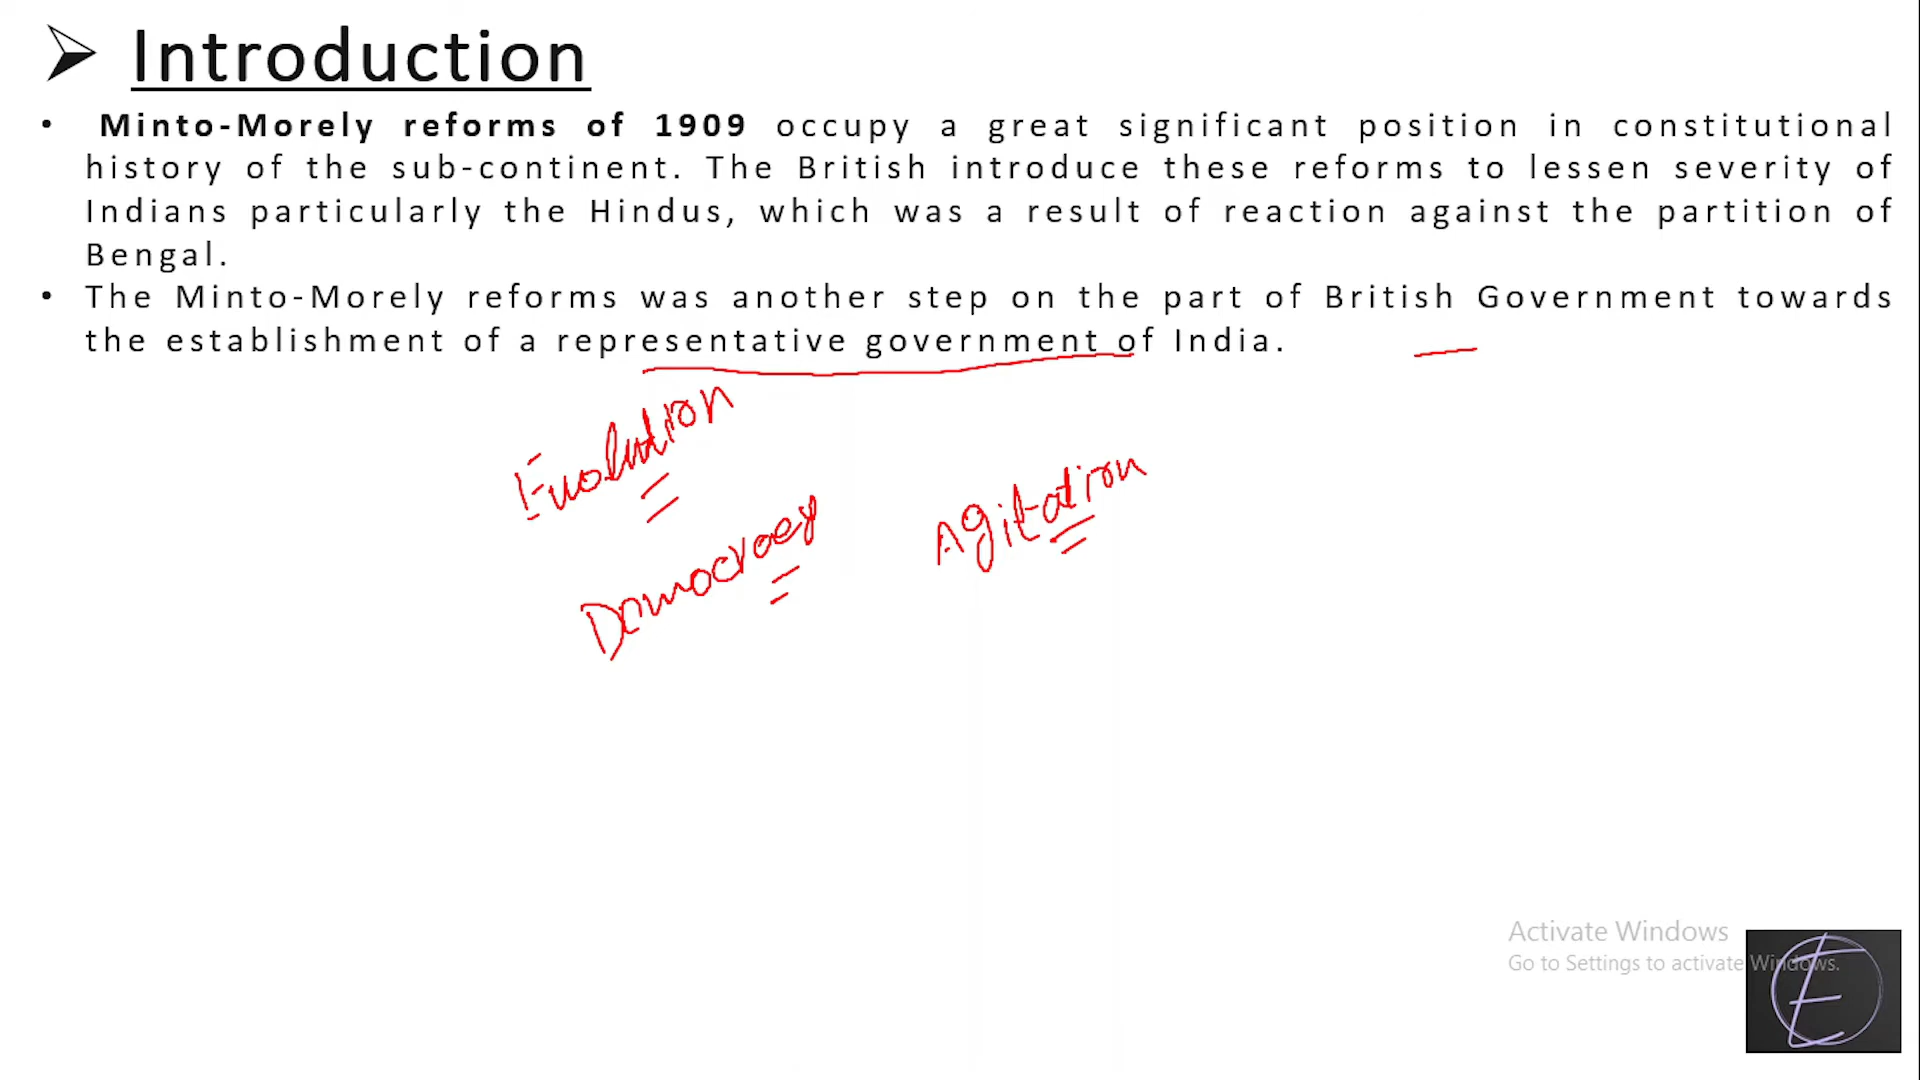 Introduction
• Minto-Morely reforms of 1909 occupy a great significant position in constitutional
history of the sub-continent. The British introduce these reforms to lessen severity of
Indians particularly the Hindus, which was a result of reaction against the partition of
Bengal.
• The Minto-Morely reforms was another step on the part of British Government towards
the establishment of a representative government of India.
Evolution
Agitation
Democracy
Activate Windows
Go to Settings to activate Windows.
E